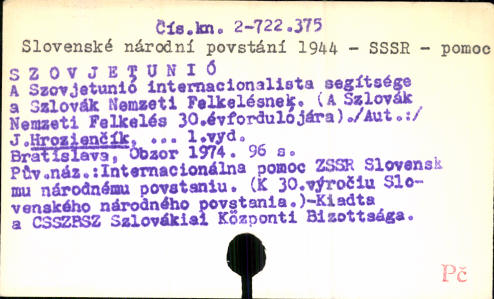 Čís.kn. 2-722.375
Slovenské národní povstání 1944 - SSSR - pomoc
S Z O V J E T U N I Ó
A Szovjetunió internacionalista segítsége
a Szlovák Nemzeti Felkelésnek. (A Szlovák
Nemzeti Felkelés 30.évfordulójára)./Aut.:/
J.Hrozienčík, ... 1.vyd.
Bratislava, Obzor 1974. 96 s.
Pův.náz.:Internacionálna pomoc ZSSR Slovensk
mu národnému povstaniu. (K 30.výročiu Slo-
venského národného povstania.)-Kiadta
a CSSZRSZ Szlovákiai Központi Bizottsága.
Pč